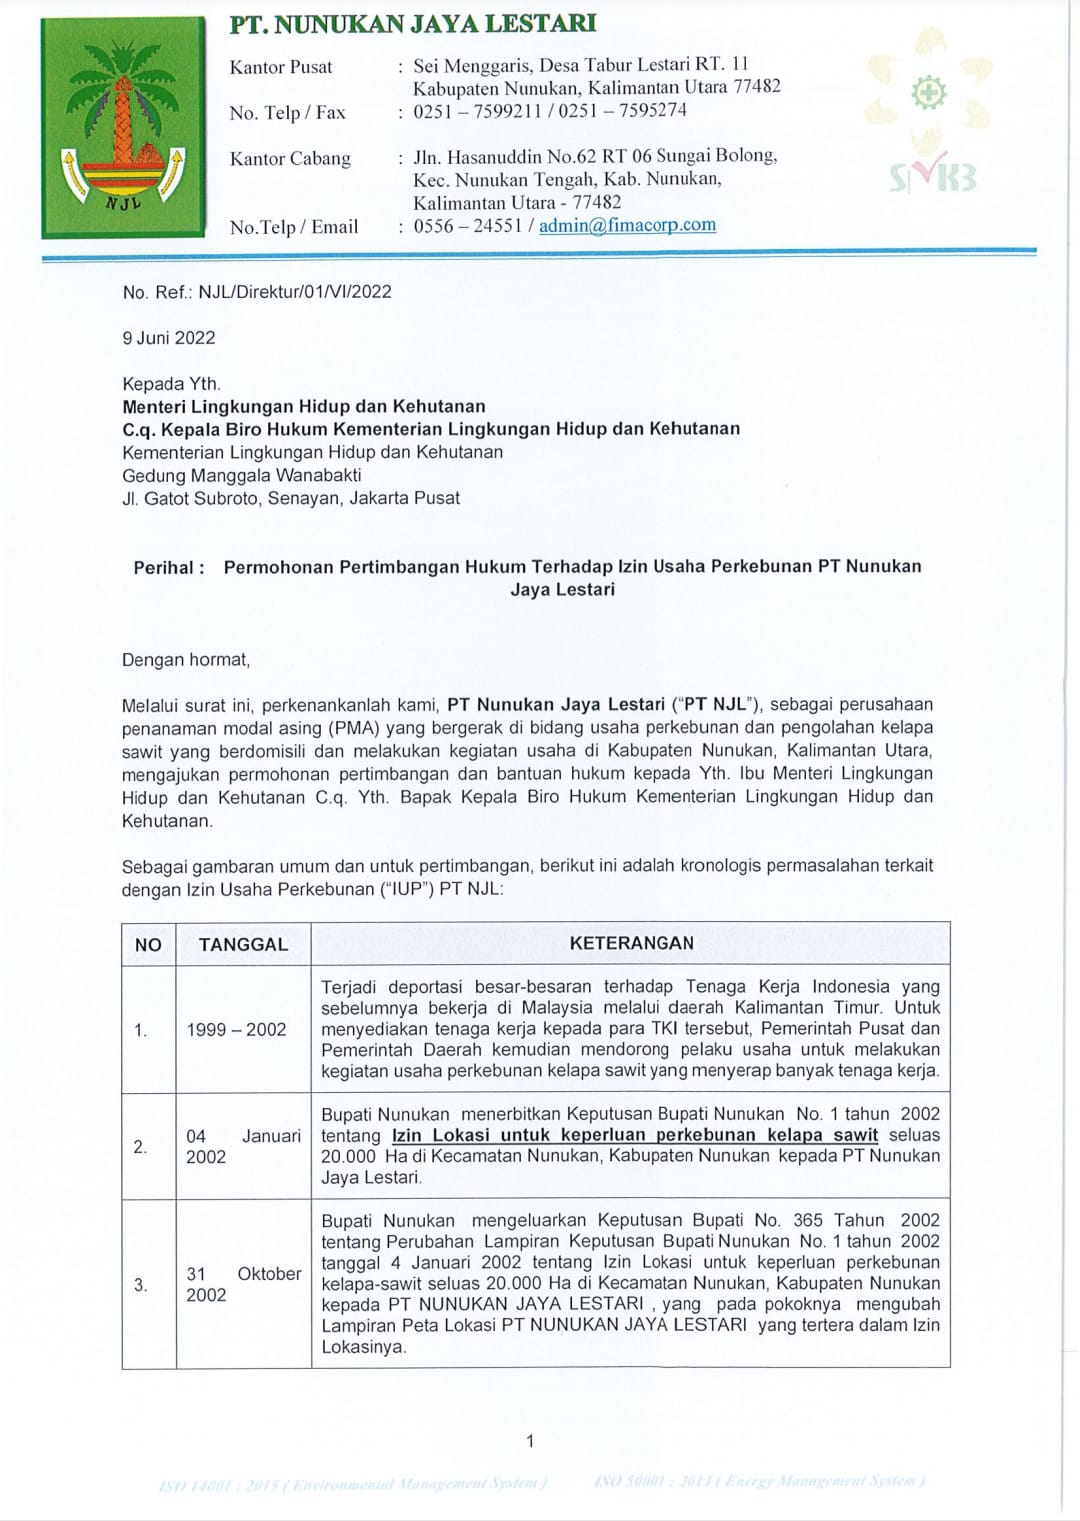 PT. NUNUKAN JAYA LESTARI
Kantor Pusat : Sei Menggaris, Desa Tabur Lestari RT. 11
Kabupaten Nunukan, Kalimantan Utara 77482
No. Telp / Fax : 0251 – 7599211 / 0251 – 7595274
Kantor Cabang : Jln. Hasanuddin No.62 RT 06 Sungai Bolong,
Kec. Nunukan Tengah, Kab. Nunukan,
Kalimantan Utara - 77482
No.Telp / Email : 0556 – 24551 / admin@fimacorp.com
NJL
SMK3
No. Ref.: NJL/Direktur/01/VI/2022
9 Juni 2022
Kepada Yth.
Menteri Lingkungan Hidup dan Kehutanan
C.q. Kepala Biro Hukum Kementerian Lingkungan Hidup dan Kehutanan
Kementerian Lingkungan Hidup dan Kehutanan
Gedung Manggala Wanabakti
Jl. Gatot Subroto, Senayan, Jakarta Pusat
Perihal : Permohonan Pertimbangan Hukum Terhadap Izin Usaha Perkebunan PT Nunukan
Jaya Lestari
Dengan hormat,
Melalui surat ini, perkenankanlah kami, PT Nunukan Jaya Lestari (“PT NJL”), sebagai perusahaan
penanaman modal asing (PMA) yang bergerak di bidang usaha perkebunan dan pengolahan kelapa
sawit yang berdomisili dan melakukan kegiatan usaha di Kabupaten Nunukan, Kalimantan Utara,
mengajukan permohonan pertimbangan dan bantuan hukum kepada Yth. Ibu Menteri Lingkungan
Hidup dan Kehutanan C.q. Yth. Bapak Kepala Biro Hukum Kementerian Lingkungan Hidup dan
Kehutanan.
Sebagai gambaran umum dan untuk pertimbangan, berikut ini adalah kronologis permasalahan terkait
dengan Izin Usaha Perkebunan (“IUP”) PT NJL:
NO TANGGAL KETERANGAN
1. 1999 – 2002
Terjadi deportasi besar-besaran terhadap Tenaga Kerja Indonesia yang
sebelumnya bekerja di Malaysia melalui daerah Kalimantan Timur. Untuk
menyediakan tenaga kerja kepada para TKI tersebut, Pemerintah Pusat dan
Pemerintah Daerah kemudian mendorong pelaku usaha untuk melakukan
kegiatan usaha perkebunan kelapa sawit yang menyerap banyak tenaga kerja.
2. 04 Januari
2002
Bupati Nunukan menerbitkan Keputusan Bupati Nunukan No. 1 tahun 2002
tentang Izin Lokasi untuk keperluan perkebunan kelapa sawit seluas
20.000 Ha di Kecamatan Nunukan, Kabupaten Nunukan kepada PT Nunukan
Jaya Lestari.
3. 31 Oktober
2002
Bupati Nunukan mengeluarkan Keputusan Bupati No. 365 Tahun 2002
tentang Perubahan Lampiran Keputusan Bupati Nunukan No. 1 tahun 2002
tanggal 4 Januari 2002 tentang Izin Lokasi untuk keperluan perkebunan
kelapa-sawit seluas 20.000 Ha di Kecamatan Nunukan, Kabupaten Nunukan
kepada PT NUNUKAN JAYA LESTARI , yang pada pokoknya mengubah
Lampiran Peta Lokasi PT NUNUKAN JAYA LESTARI yang tertera dalam Izin
Lokasinya.
1
ISO 14001 : 2015 ( Environmental Management System ) ISO 50001 : 2011 ( Energy Management System )